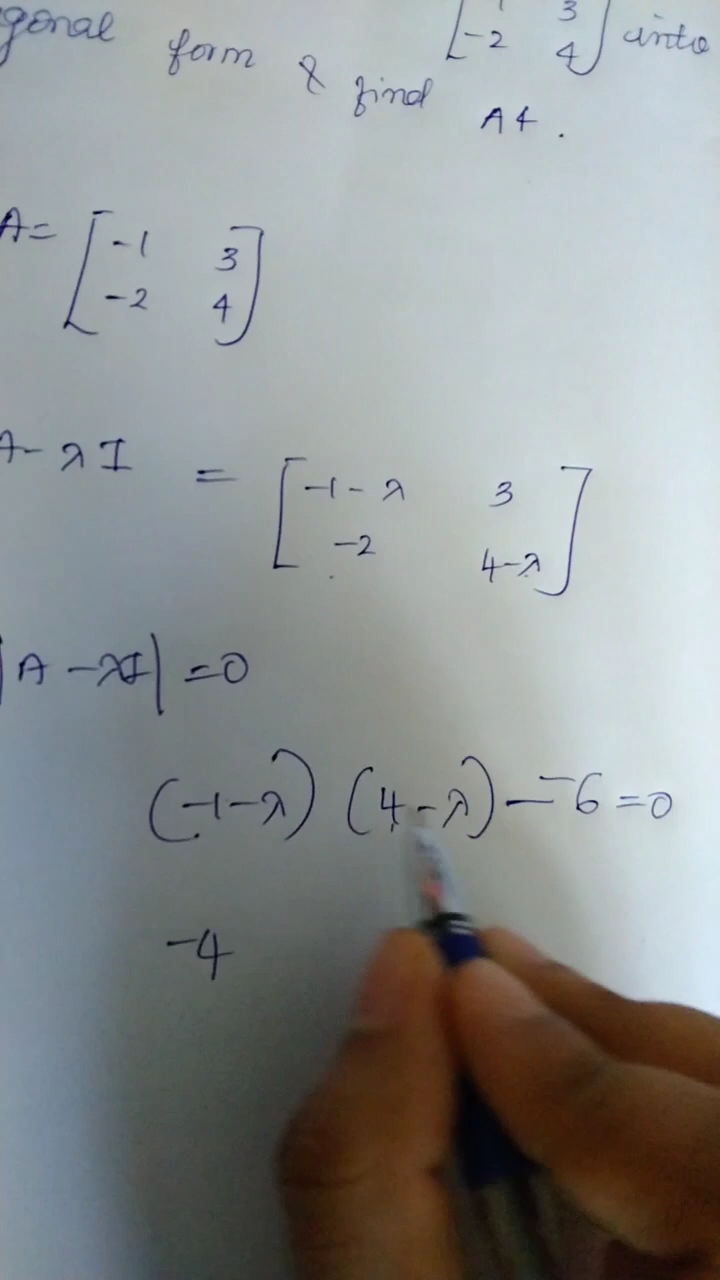 3
gonal form & find [-2 4] into
A4.
A= [-1 3
-2 4]
A-λI = [-1-λ 3
-2 4-λ]
|A-λI| =0
(-1-λ) (4-λ) - -6=0
-4